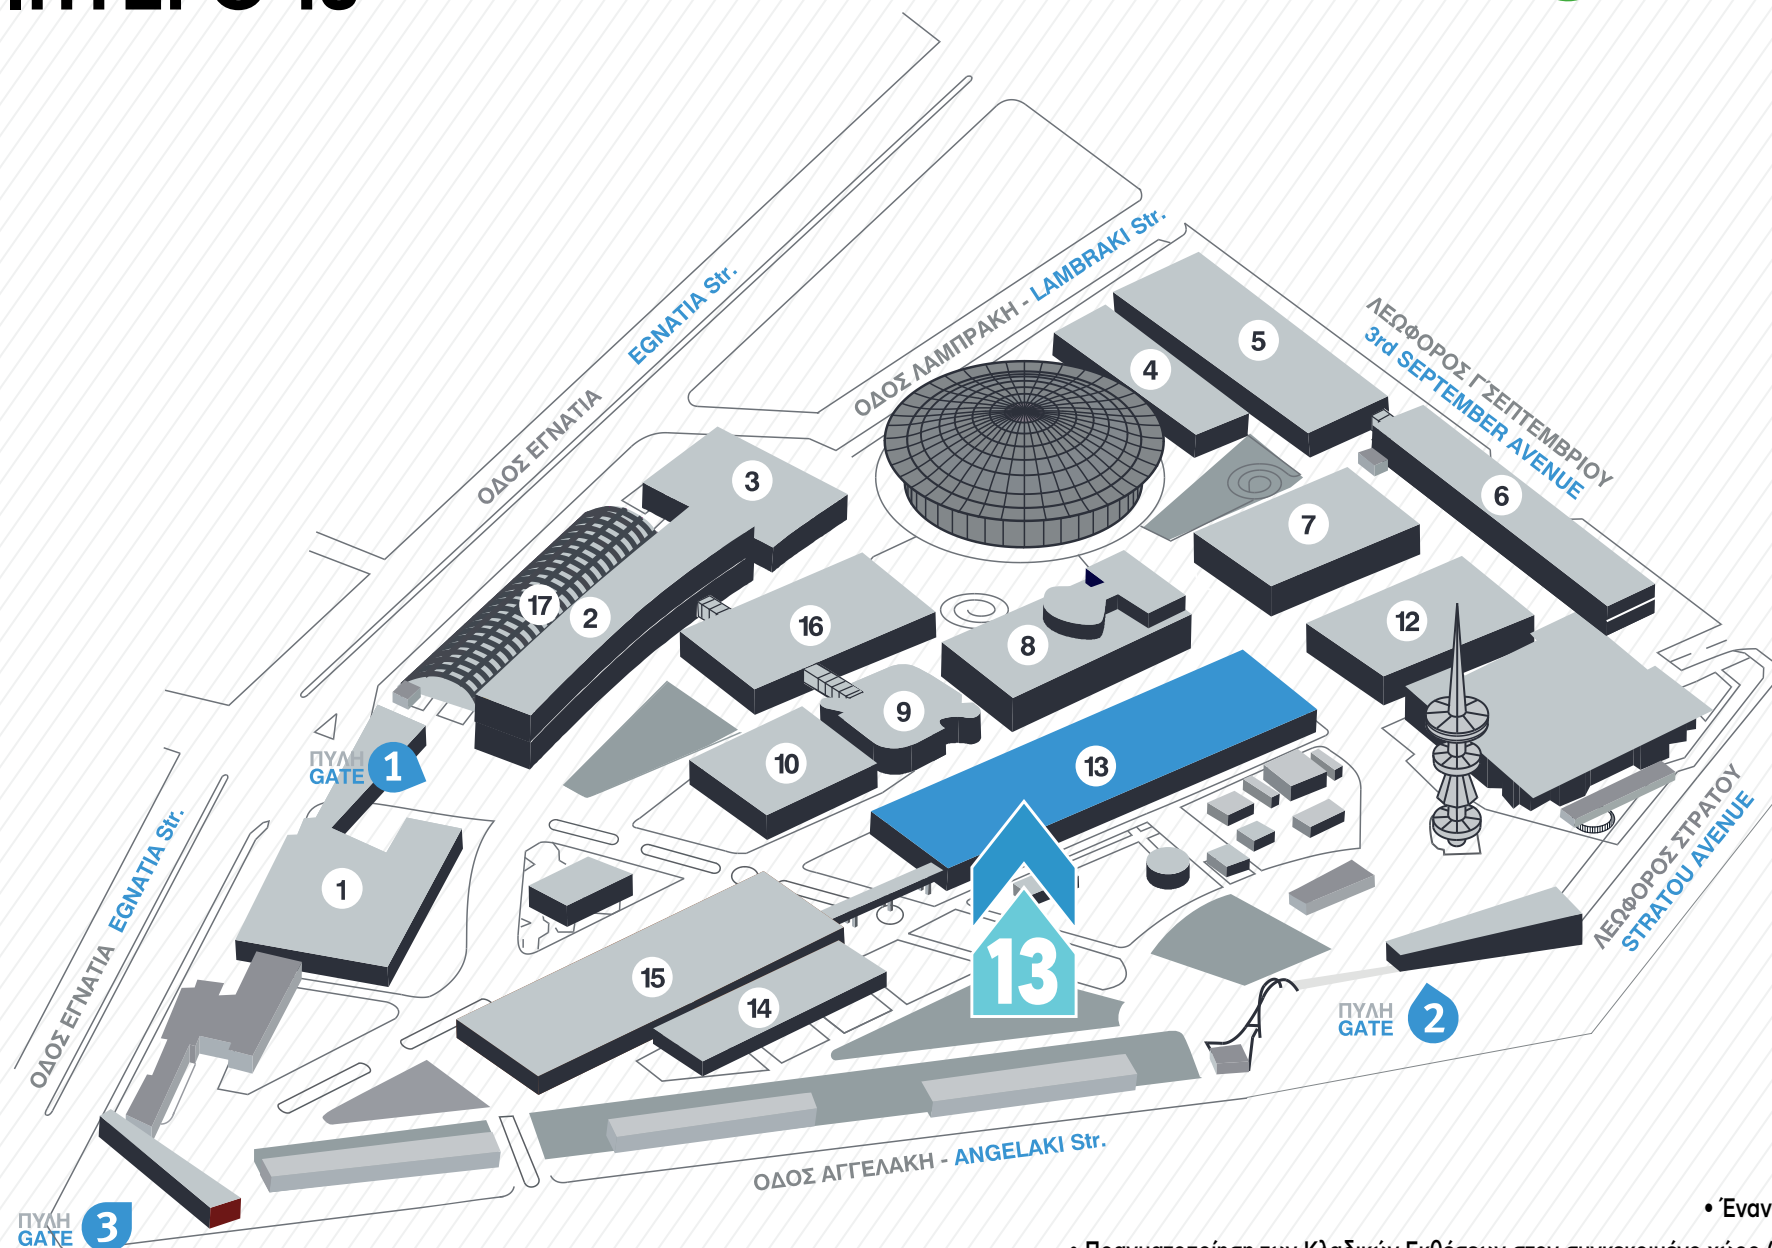 ΟΔΟΣ ΛΑΜΠΡΑΚΗ - LAMBRAKI Str.
ΟΔΟΣ ΕΓΝΑΤΙΑ EGNATIA Str.
ΛΕΩΦΟΡΟΣ Γ΄ΣΕΠΤΕΜΒΡΙΟΥ
3rd SEPTEMBER AVENUE
5
4
3
6
7
17
2
16
12
8
9
10
13
ΠΥΛΗ
GATE 1
1
ΟΔΟΣ ΕΓΝΑΤΙΑ EGNATIA Str.
ΛΕΩΦΟΡΟΣ ΣΤΡΑΤΟΥ
STRATOU AVENUE
15
14
13
ΠΥΛΗ
GATE 2
ΟΔΟΣ ΑΓΓΕΛΑΚΗ - ANGELAKI Str.
ΠΥΛΗ
GATE 3